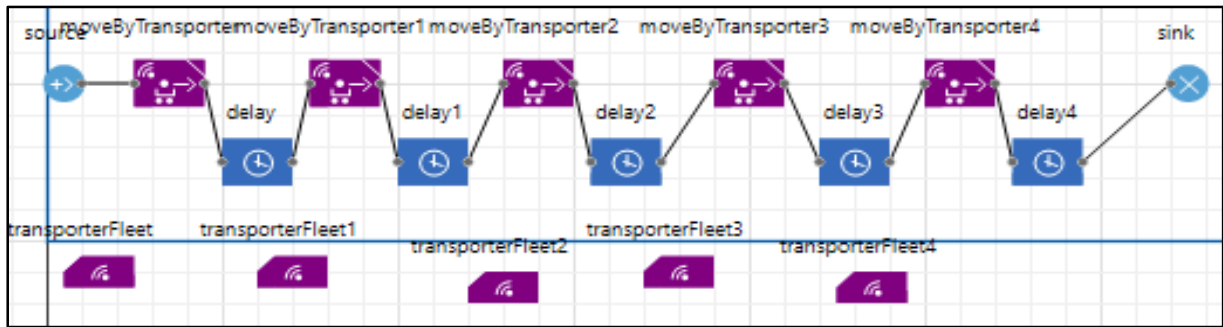 source
moveByTransporter
moveByTransporter1
moveByTransporter2
moveByTransporter3
moveByTransporter4
sink
delay
delay1
delay2
delay3
delay4
transporterFleet
transporterFleet1
transporterFleet2
transporterFleet3
transporterFleet4